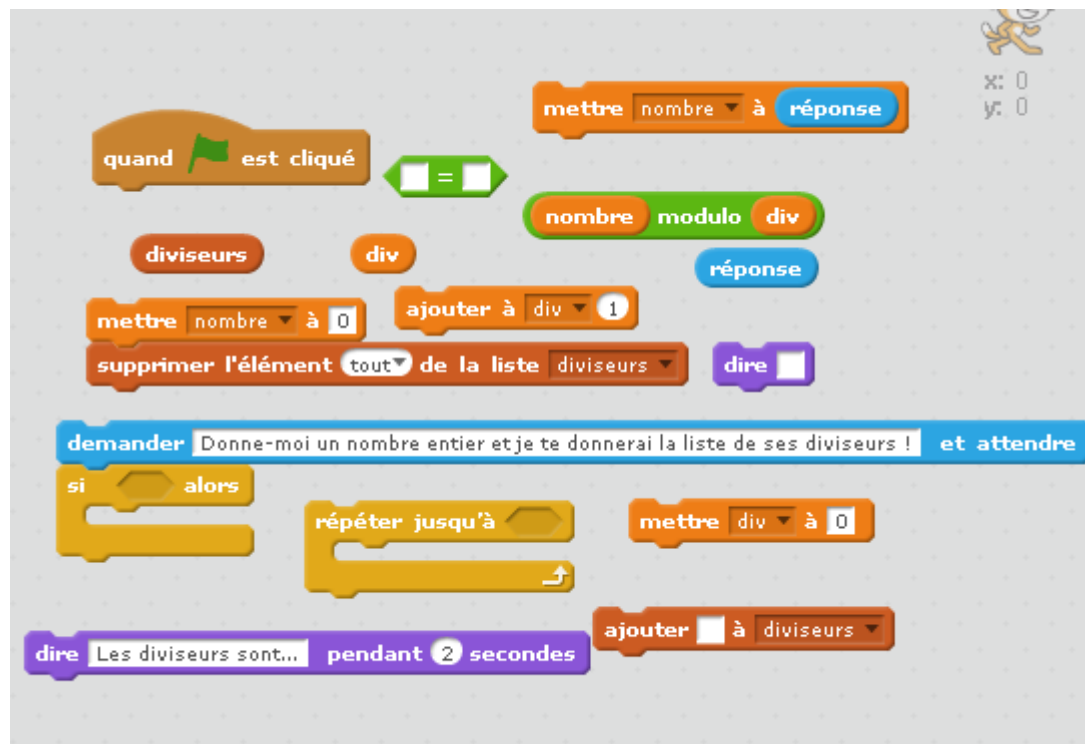 x: 0
y: 0
mettre nombre à réponse
quand est cliqué
=
nombre modulo div
diviseurs
div
réponse
mettre nombre à 0
ajouter à div 1
supprimer l'élément tout de la liste diviseurs
dire
demander Donne-moi un nombre entier et je te donnerai la liste de ses diviseurs ! et attendre
si alors
répéter jusqu'à
mettre div à 0
ajouter à diviseurs
dire Les diviseurs sont... pendant 2 secondes